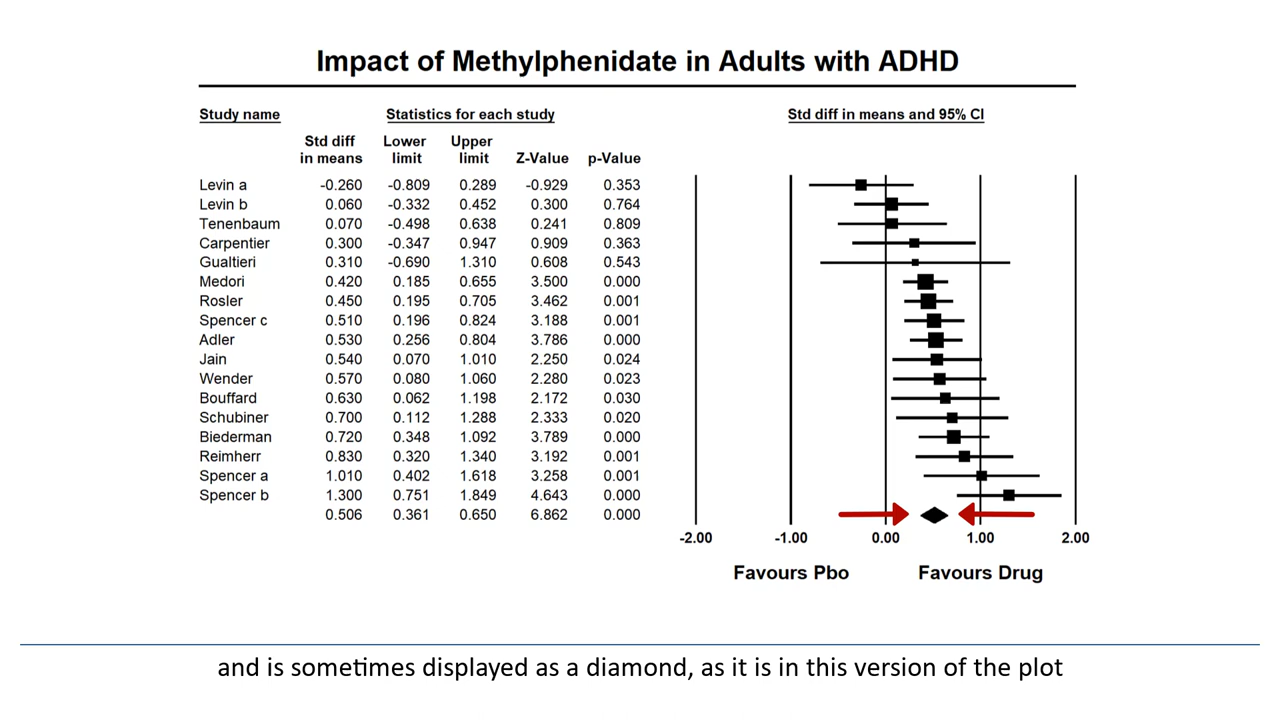 Impact of Methylphenidate in Adults with ADHD
Study name Statistics for each study Std diff in means and 95% CI
Std diff in means Lower limit Upper limit Z-Value p-Value
Levin a -0.260 -0.809 0.289 -0.929 0.353
Levin b 0.060 -0.332 0.452 0.300 0.764
Tenenbaum 0.070 -0.498 0.638 0.241 0.809
Carpentier 0.300 -0.347 0.947 0.909 0.363
Gualtieri 0.310 -0.690 1.310 0.608 0.543
Medori 0.420 0.185 0.655 3.500 0.000
Rosler 0.450 0.195 0.705 3.462 0.001
Spencer c 0.510 0.196 0.824 3.188 0.001
Adler 0.530 0.256 0.804 3.786 0.000
Jain 0.540 0.070 1.010 2.250 0.024
Wender 0.570 0.080 1.060 2.280 0.023
Bouffard 0.630 0.062 1.198 2.172 0.030
Schubiner 0.700 0.112 1.288 2.333 0.020
Biederman 0.720 0.348 1.092 3.789 0.000
Reimherr 0.830 0.320 1.340 3.192 0.001
Spencer a 1.010 0.402 1.618 3.258 0.001
Spencer b 1.300 0.751 1.849 4.643 0.000
0.506 0.361 0.650 6.862 0.000
-2.00 -1.00 0.00 1.00 2.00
Favours Pbo Favours Drug
and is sometimes displayed as a diamond, as it is in this version of the plot